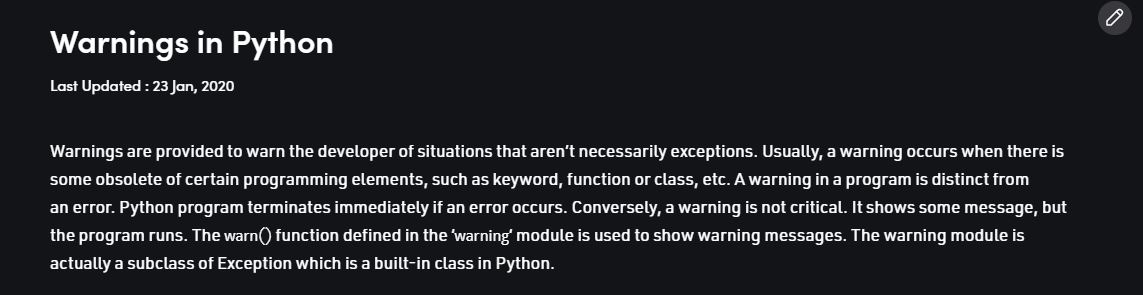 Warnings in Python
Last Updated : 23 Jan, 2020
Warnings are provided to warn the developer of situations that aren’t necessarily exceptions. Usually, a warning occurs when there is
some obsolete of certain programming elements, such as keyword, function or class, etc. A warning in a program is distinct from
an error. Python program terminates immediately if an error occurs. Conversely, a warning is not critical. It shows some message, but
the program runs. The warn() function defined in the ‘warning’ module is used to show warning messages. The warning module is
actually a subclass of Exception which is a built-in class in Python.